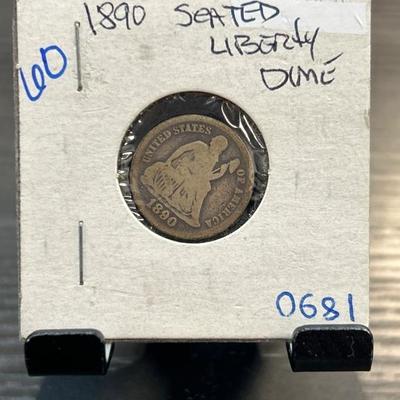 1890 SEATED
LIBERTY
DIME
60
UNITED STATES
OF AMERICA
1890
0681